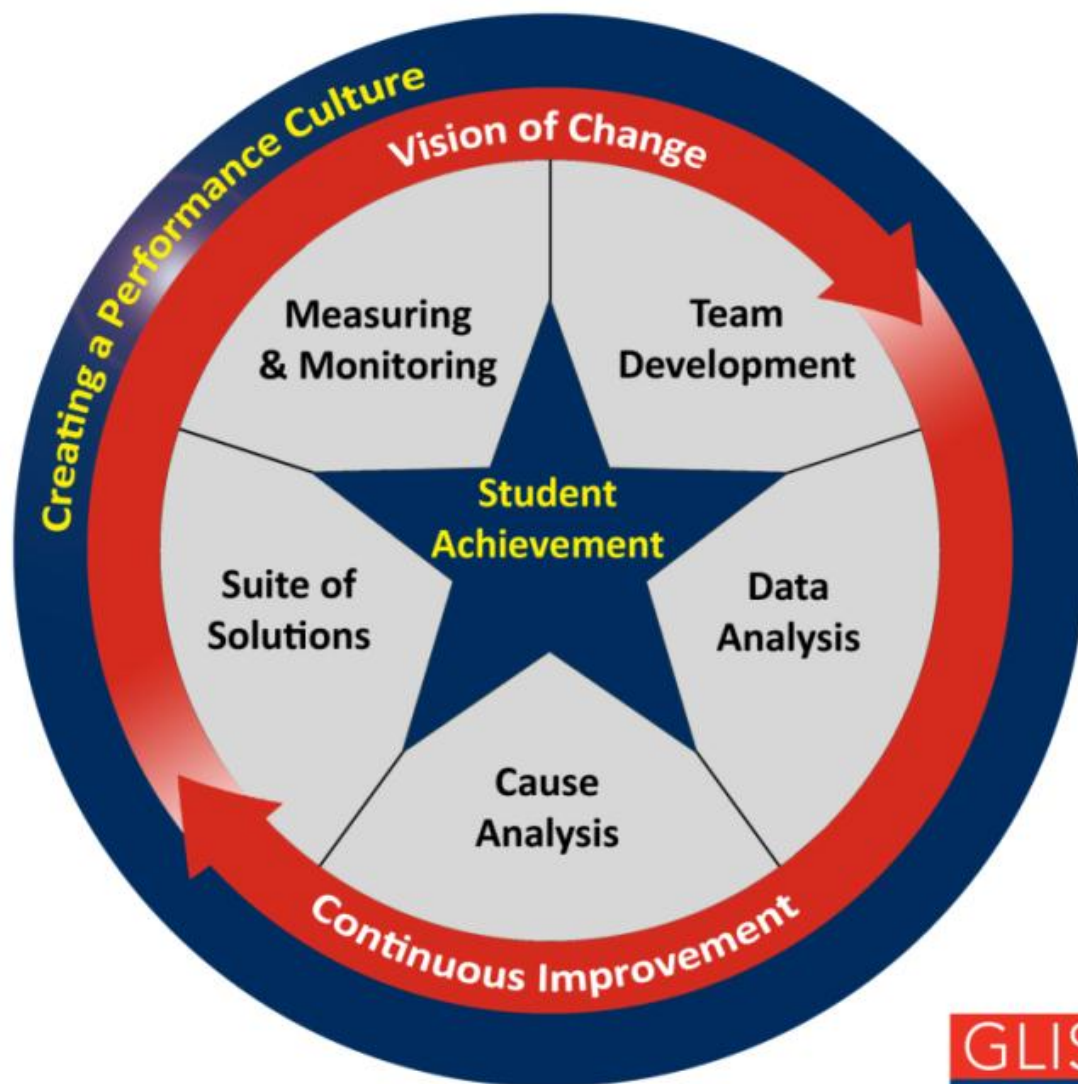 Creating a Performance Culture
Vision of Change
Measuring
& Monitoring
Team
Development
Student
Achievement
Suite of
Solutions
Data
Analysis
Cause
Analysis
Continuous Improvement
GLIS